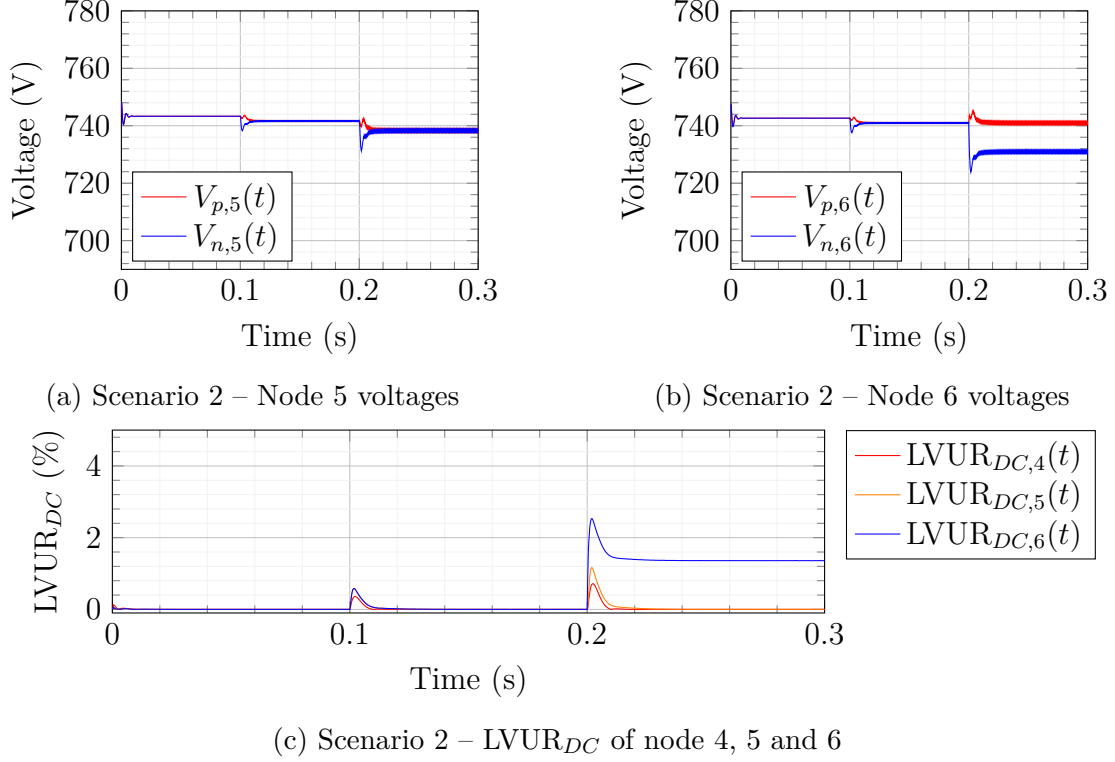 780
760
740
720
700
Voltage (V)
V_{p,5}(t)
V_{n,5}(t)
0 0.1 0.2 0.3
Time (s)
(a) Scenario 2 – Node 5 voltages
780
760
740
720
700
Voltage (V)
V_{p,6}(t)
V_{n,6}(t)
0 0.1 0.2 0.3
Time (s)
(b) Scenario 2 – Node 6 voltages
4
2
0
LVUR_{DC} (%)
0 0.1 0.2 0.3
Time (s)
LVUR_{DC,4}(t)
LVUR_{DC,5}(t)
LVUR_{DC,6}(t)
(c) Scenario 2 – LVUR_{DC} of node 4, 5 and 6